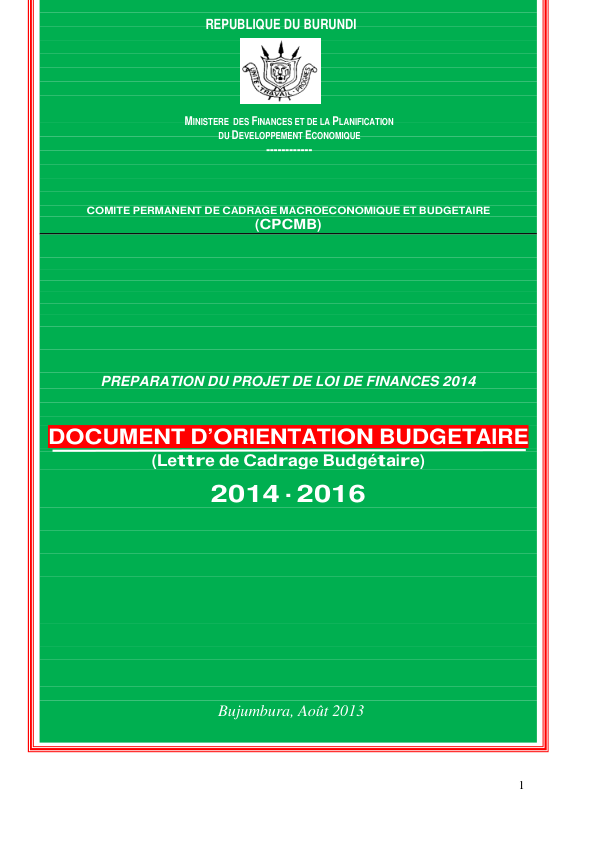 REPUBLIQUE DU BURUNDI
UNITE - TRAVAIL - PROGRES
MINISTERE DES FINANCES ET DE LA PLANIFICATION
DU DEVELOPPEMENT ECONOMIQUE
------------
COMITE PERMANENT DE CADRAGE MACROECONOMIQUE ET BUDGETAIRE
(CPCMB)
PREPARATION DU PROJET DE LOI DE FINANCES 2014
DOCUMENT D'ORIENTATION BUDGETAIRE
(Lettre de Cadrage Budgétaire)
2014 - 2016
Bujumbura, Août 2013
1